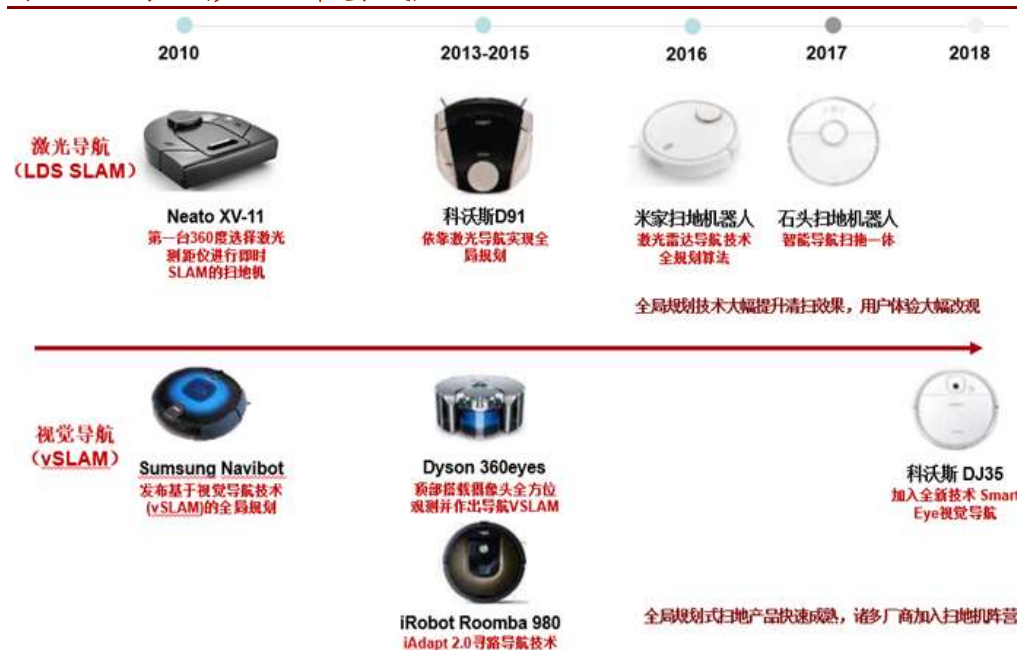 2010
2013-2015
2016
2017
2018
激光导航
（LDS SLAM）
Neato XV-11
第一台360度选择激光
测距仪进行即时
SLAM的扫地机
科沃斯D91
依靠激光导航实现全
局规划
米家扫地机器人
激光雷达导航技术
全规划算法
石头扫地机器人
智能导航扫拖一体
全局规划技术大幅提升清扫效果，用户体验大幅改观
视觉导航
（vSLAM）
Sumsung Navibot
发布基于视觉导航技术
(vSLAM)的全局规划
Dyson 360eyes
顶部搭载摄像头全方位
观测并作出导航VSLAM
科沃斯 DJ35
加入全新技术 Smart
Eye视觉导航
iRobot Roomba 980
iAdapt 2.0寻路导航技术
全局规划式扫地产品快速成熟，诸多厂商加入扫地机阵营